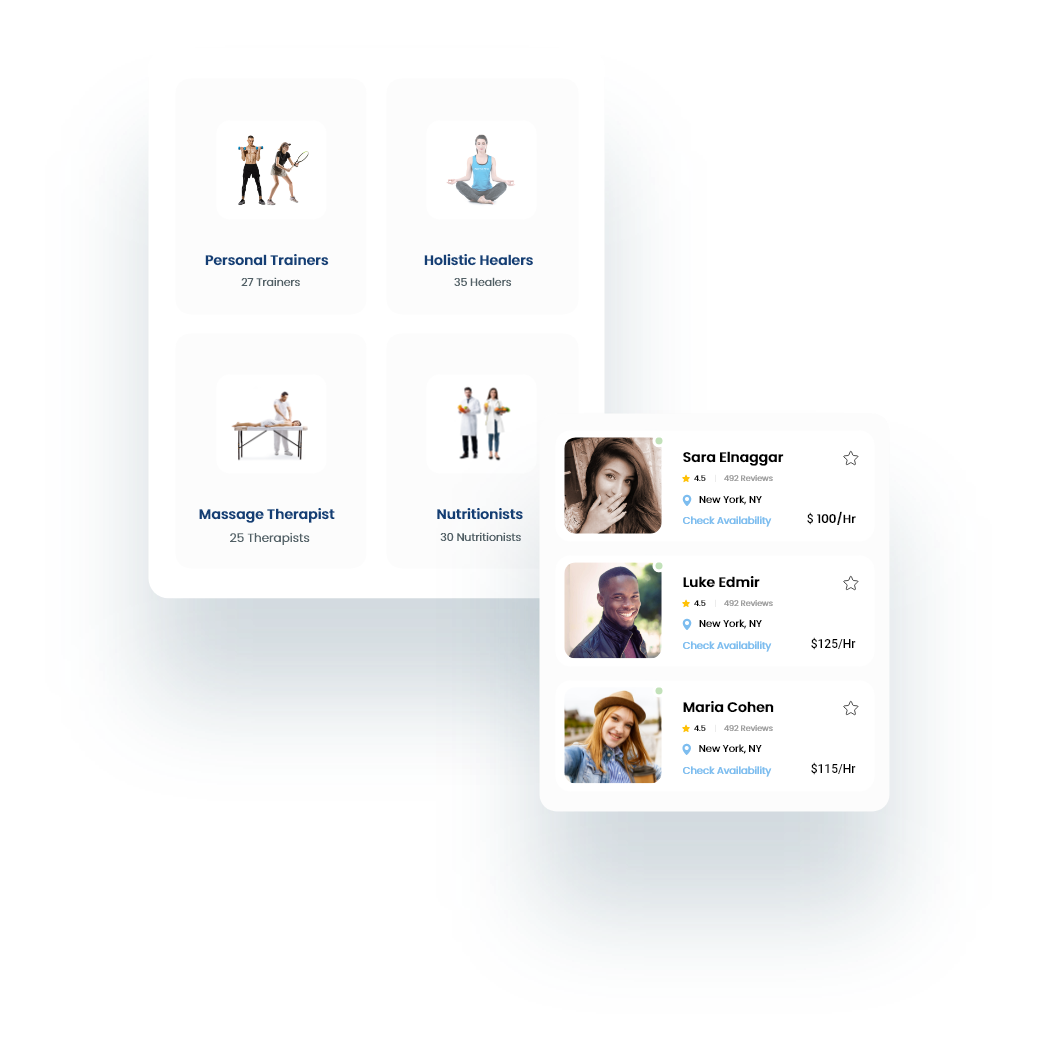 Personal Trainers
27 Trainers
Holistic Healers
35 Healers
Massage Therapist
25 Therapists
Nutritionists
30 Nutritionists
Sara Elnaggar
4.5 | 492 Reviews
New York, NY
Check Availability
$ 100/Hr
Luke Edmir
4.5 | 492 Reviews
New York, NY
Check Availability
$125/Hr
Maria Cohen
4.5 | 492 Reviews
New York, NY
Check Availability
$115/Hr